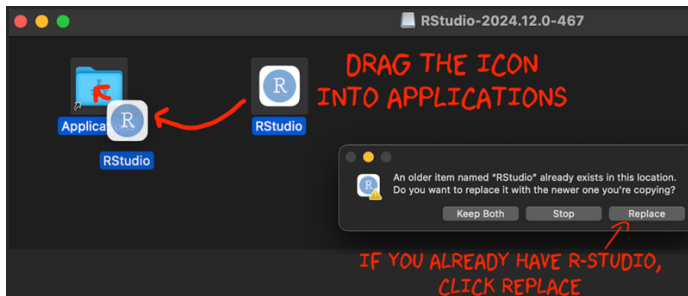 RStudio-2024.12.0-467
DRAG THE ICON
INTO APPLICATIONS
R
R
Applicat
RStudio
RStudio
R
An older item named “RStudio” already exists in this location.
Do you want to replace it with the newer one you're copying?
Keep Both
Stop
Replace
IF YOU ALREADY HAVE R-STUDIO,
CLICK REPLACE